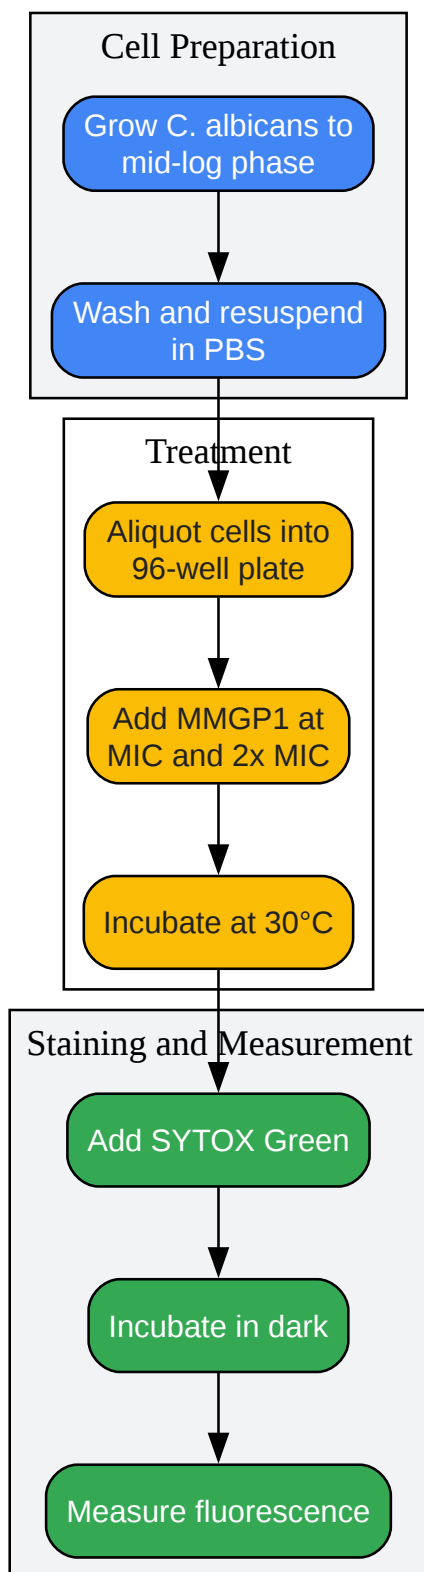 Cell Preparation
Grow C. albicans to
mid-log phase
Wash and resuspend
in PBS
Treatment
Aliquot cells into
96-well plate
Add MMGP1 at
MIC and 2x MIC
Incubate at 30°C
Staining and Measurement
Add SYTOX Green
Incubate in dark
Measure fluorescence